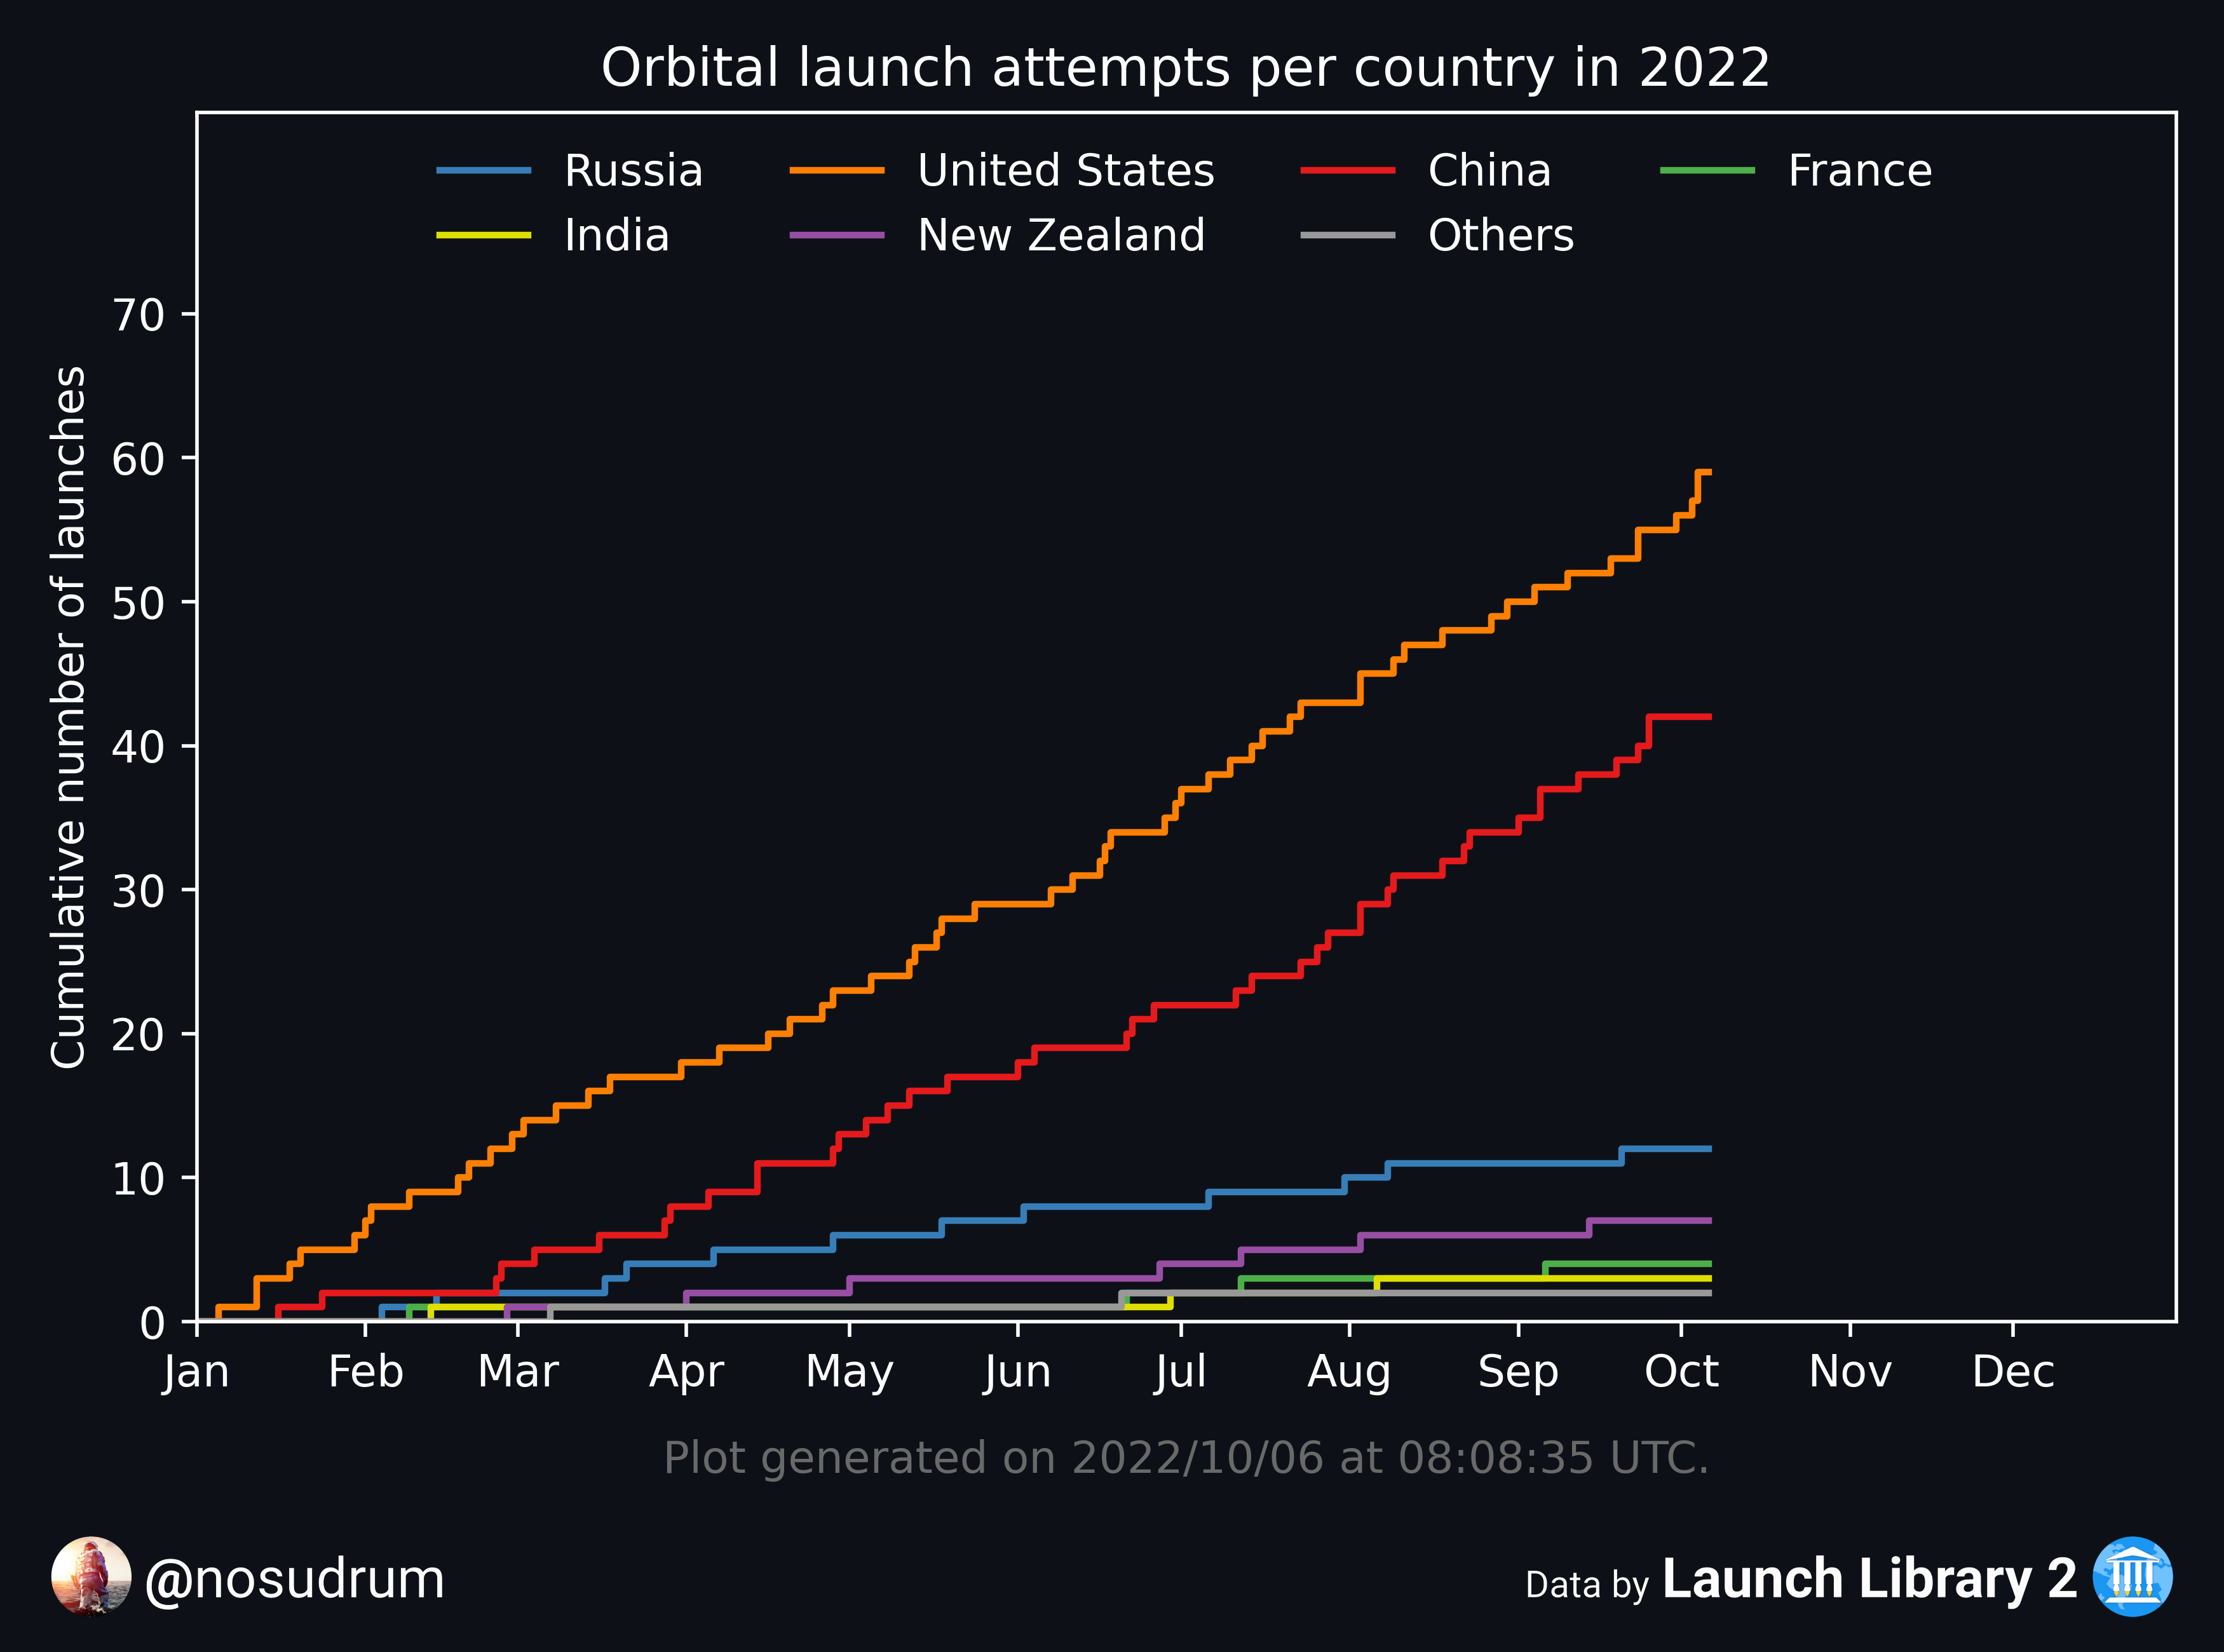 Orbital launch attempts per country in 2022
Russia United States China France
India New Zealand Others
Cumulative number of launches
70
60
50
40
30
20
10
0
Jan Feb Mar Apr May Jun Jul Aug Sep Oct Nov Dec
Plot generated on 2022/10/06 at 08:08:35 UTC.
@nosudrum
Data by Launch Library 2